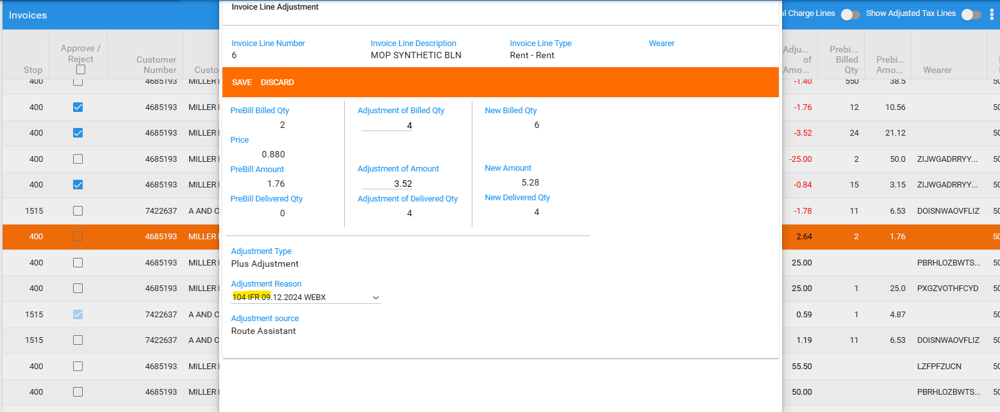 Invoices
Invoice Line Adjustment
al Charge Lines
Show Adjusted Tax Lines
Stop
Approve /
Reject
Customer
Number
Custo
Adju...
of
Amo...
Prebi...
Billed
Qty
Prebi...
Amo...
Wearer
Invoice Line Number
6
Invoice Line Description
MOP SYNTHETIC BLN
Invoice Line Type
Rent - Rent
Wearer
SAVE DISCARD
PreBill Billed Qty
2
Price
0.880
PreBill Amount
1.76
PreBill Delivered Qty
0
Adjustment of Billed Qty
4
Adjustment of Amount
3.52
Adjustment of Delivered Qty
4
New Billed Qty
6
New Amount
5.28
New Delivered Qty
4
Adjustment Type
Plus Adjustment
Adjustment Reason
104 IFR 09.12.2024 WEBX
Adjustment source
Route Assistant
400 4685193 MILLER -1.40 550 38.5 50
400 4685193 MILLER -1.76 12 10.56 50
400 4685193 MILLER -3.52 24 21.12 50
400 4685193 MILLER -25.00 2 50.0 ZIJWGADRRYY... 50
400 4685193 MILLER -0.84 15 3.15 ZIJWGADRRYY... 50
1515 7422637 A AND C -1.78 11 6.53 DOISNWAOVFLIZ 50
400 4685193 MILLER 2.64 2 1.76 50
400 4685193 MILLER 25.00 PBRHLOZBWTS... 50
400 4685193 MILLER 25.00 1 25.0 PXGZVOTHFCYD 50
1515 7422637 A AND C 0.59 1 4.87 50
1515 7422637 A AND C 1.19 11 6.53 DOISNWAOVFLIZ 50
400 4685193 MILLER 55.50 LZFPFZUCN 50
400 4685193 MILLER 50.00 PBRHLOZBWTS... 50